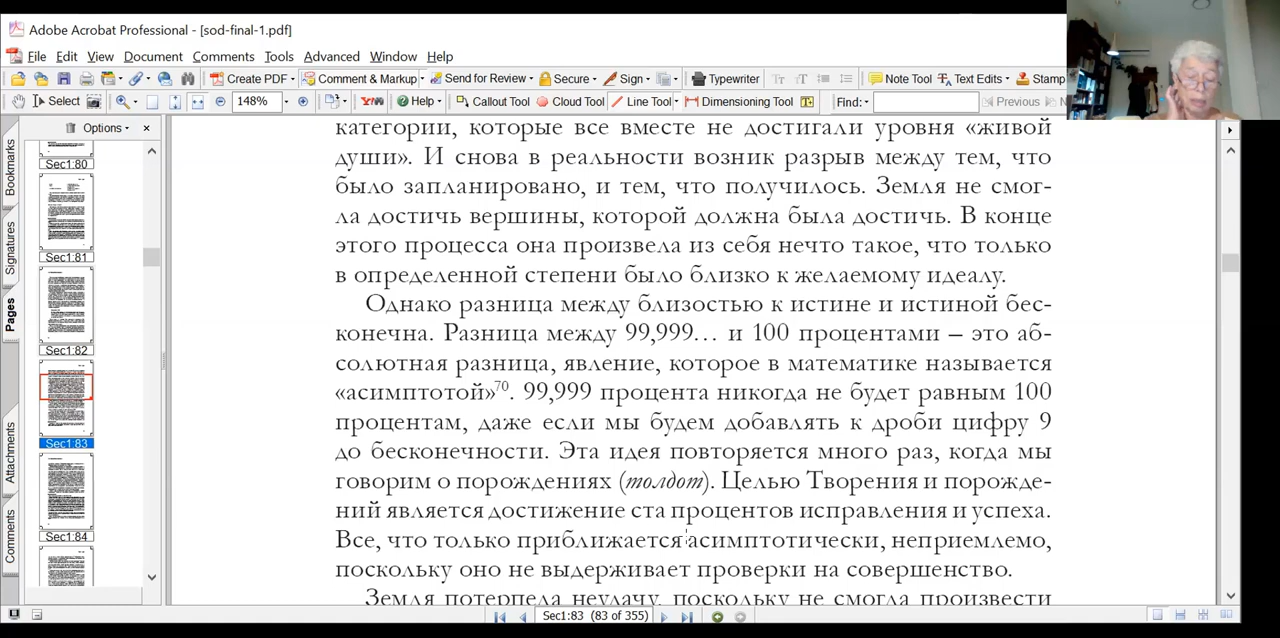 Adobe Acrobat Professional - [sod-final-1.pdf]
File Edit View Document Comments Tools Advanced Window Help
Create PDF Comment & Markup Send for Review Secure Sign Typewriter Note Tool Text Edits Stamp
Select 148% Help Callout Tool Cloud Tool Line Tool Dimensioning Tool Find: Previous
Options
Bookmarks
Signatures
Pages
Attachments
Comments
Sec1:80
Sec1:81
Sec1:82
Sec1:83
Sec1:84
категории, которые все вместе не достигали уровня «живой
души». И снова в реальности возник разрыв между тем, что
было запланировано, и тем, что получилось. Земля не смог-
ла достичь вершины, которой должна была достичь. В конце
этого процесса она произвела из себя нечто такое, что только
в определенной степени было близко к желаемому идеалу.
Однако разница между близостью к истине и истиной бес-
конечна. Разница между 99,999... и 100 процентами – это аб-
солютная разница, явление, которое в математике называется
«асимптотой»70. 99,999 процента никогда не будет равным 100
процентам, даже если мы будем добавлять к дроби цифру 9
до бесконечности. Эта идея повторяется много раз, когда мы
говорим о порождениях (толдот). Целью Творения и порожде-
ний является достижение ста процентов исправления и успеха.
Все, что только приближается асимптотически, неприемлемо,
поскольку оно не выдерживает проверки на совершенство.
Земля потерпела неудачу, поскольку не смогла произвести
Sec1:83 (83 of 355)